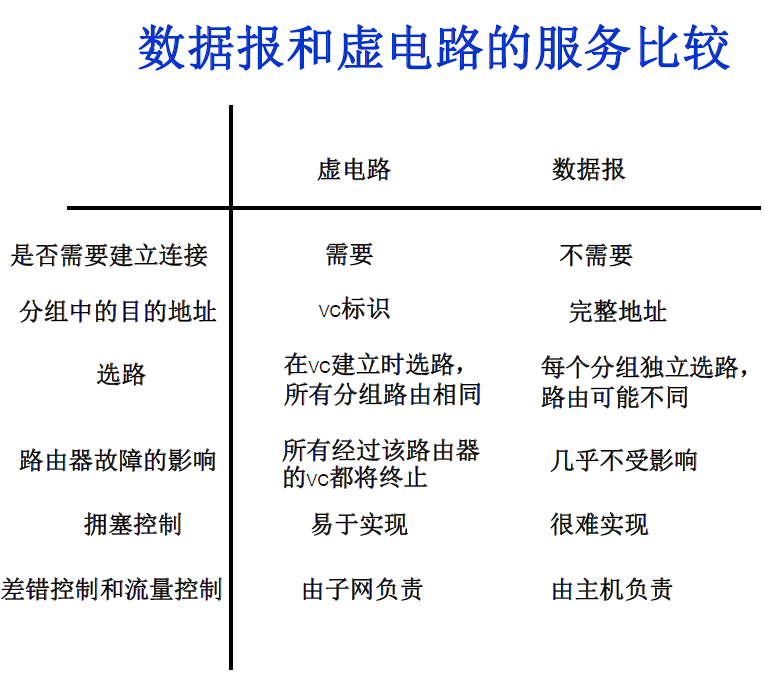 数据报和虚电路的服务比较
虚电路 数据报
是否需要建立连接 需要 不需要
分组中的目的地址 vc标识 完整地址
选路 在vc建立时选路， 每个分组独立选路，
所有分组路由相同 路由可能不同
路由器故障的影响 所有经过该路由器 几乎不受影响
的vc都将终止
拥塞控制 易于实现 很难实现
差错控制和流量控制 由子网负责 由主机负责